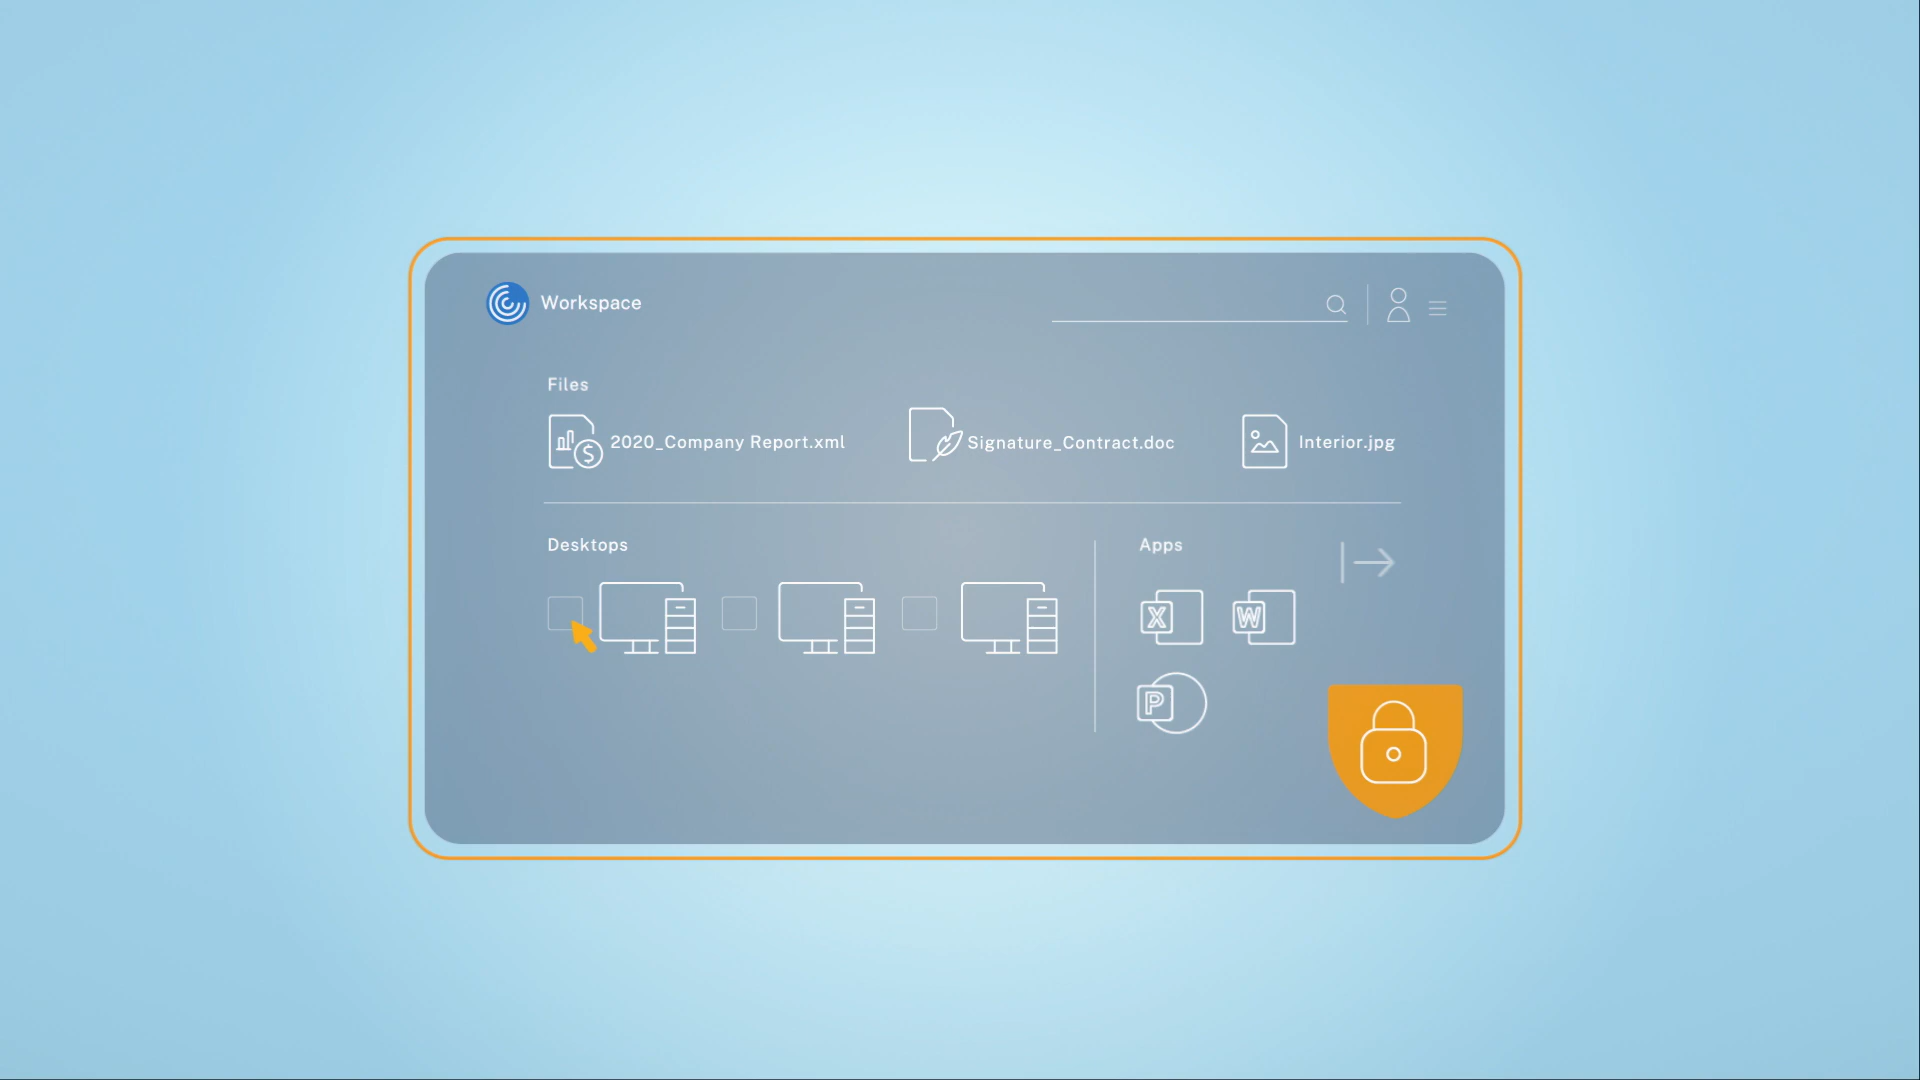 Workspace
Files
2020_Company Report.xml
Signature_Contract.doc
Interior.jpg
Desktops
Apps
X
W
P
$